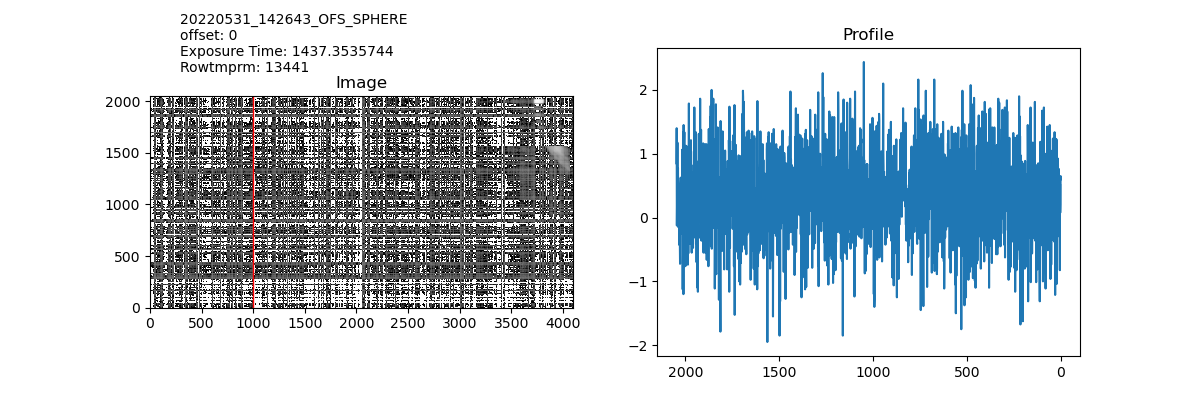 20220531_142643_OFS_SPHERE
offset: 0
Exposure Time: 1437.3535744
Rowtmprm: 13441
Image
2000
1500
1000
500
0
0 500 1000 1500 2000 2500 3000 3500 4000
Profile
2
1
0
−1
−2
2000 1500 1000 500 0